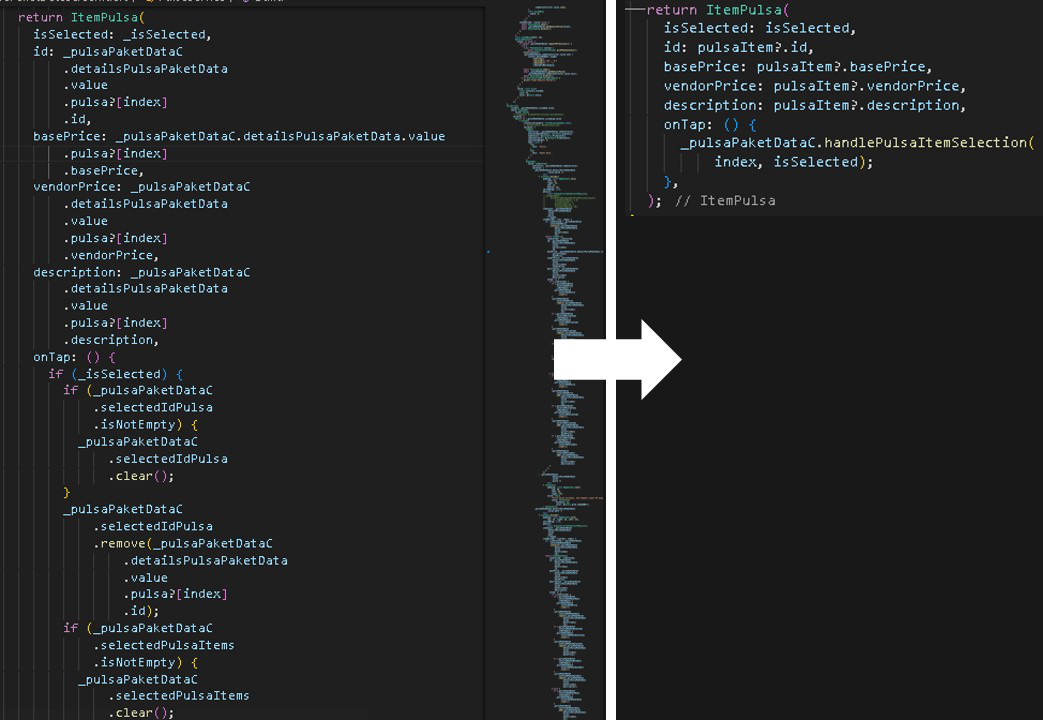 return ItemPulsa(
isSelected: _isSelected,
id: _pulsaPaketDataC
.detailsPulsaPaketData
.value
.pulsa?[index]
.id,
basePrice: _pulsaPaketDataC.detailsPulsaPaketData.value
.pulsa?[index]
.basePrice,
vendorPrice: _pulsaPaketDataC
.detailsPulsaPaketData
.value
.pulsa?[index]
.vendorPrice,
description: _pulsaPaketDataC
.detailsPulsaPaketData
.value
.pulsa?[index]
.description,
onTap: () {
if (_isSelected) {
if (_pulsaPaketDataC
.selectedIdPulsa
.isNotEmpty) {
_pulsaPaketDataC
.selectedIdPulsa
.clear();
}
_pulsaPaketDataC
.selectedIdPulsa
.remove(_pulsaPaketDataC
.detailsPulsaPaketData
.value
.pulsa?[index]
.id);
if (_pulsaPaketDataC
.selectedPulsaItems
.isNotEmpty) {
_pulsaPaketDataC
.selectedPulsaItems
.clear();
return ItemPulsa(
isSelected: isSelected,
id: pulsaItem?.id,
basePrice: pulsaItem?.basePrice,
vendorPrice: pulsaItem?.vendorPrice,
description: pulsaItem?.description,
onTap: () {
_pulsaPaketDataC.handlePulsaItemSelection(
index, isSelected);
},
); // ItemPulsa